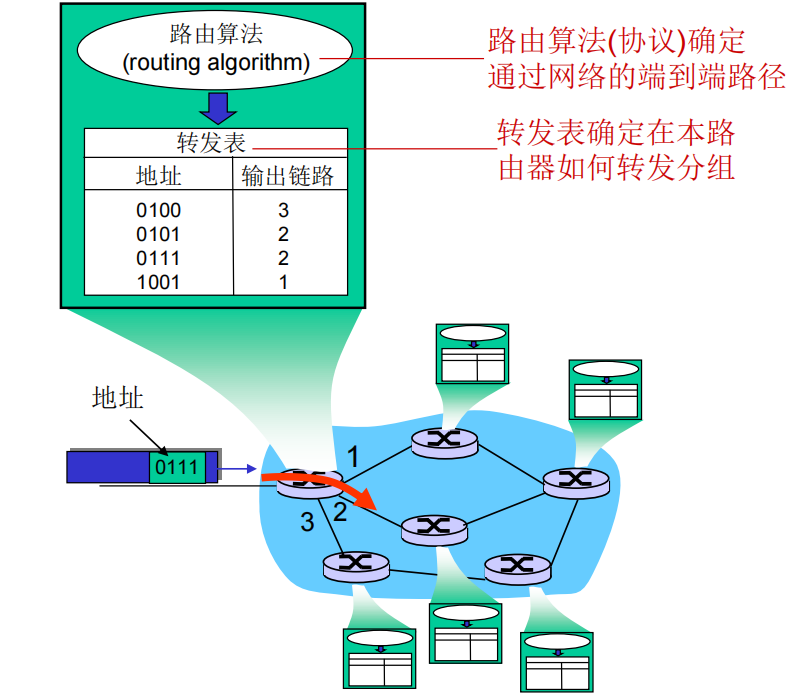 路由算法
(routing algorithm)
路由算法(协议)确定
通过网络的端到端路径
转发表
转发表确定在本路
由器如何转发分组
地址 输出链路
0100 3
0101 2
0111 2
1001 1
地址
0111
1
2
3